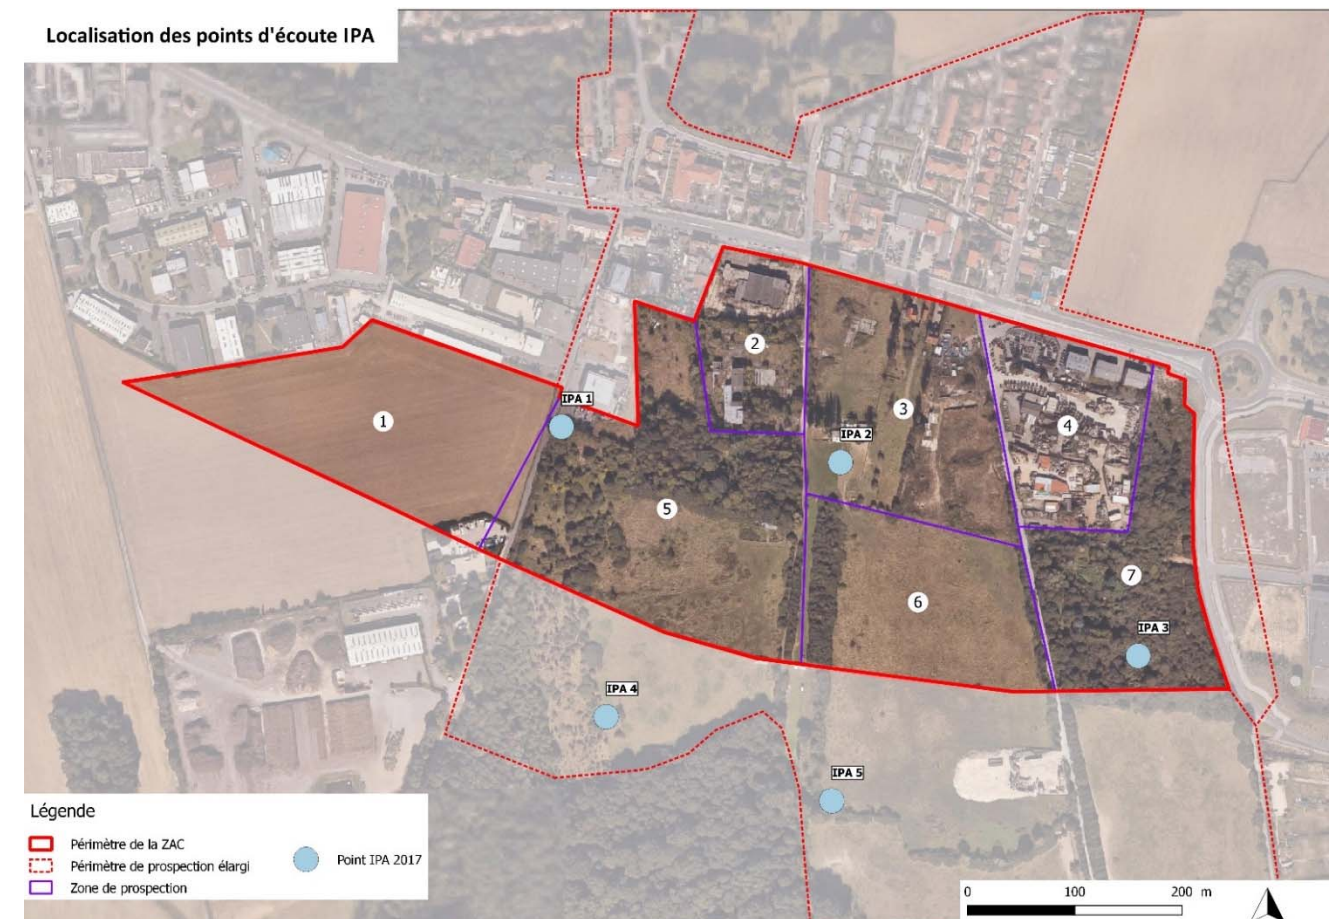 Localisation des points d'écoute IPA
2
IPA 1
1
3
4
IPA 2
5
7
6
IPA 3
IPA 4
IPA 5
Légende
Périmètre de la ZAC
Périmètre de prospection élargi
Zone de prospection
Point IPA 2017
0 100 200 m